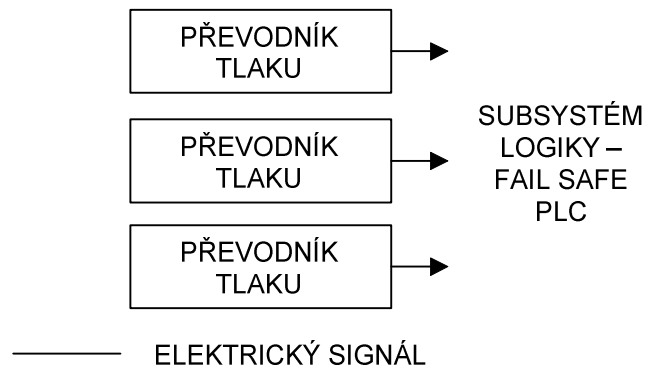 PŘEVODNÍK
TLAKU
PŘEVODNÍK
TLAKU
PŘEVODNÍK
TLAKU
SUBSYSTÉM
LOGIKY –
FAIL SAFE
PLC
ELEKTRICKÝ SIGNÁL